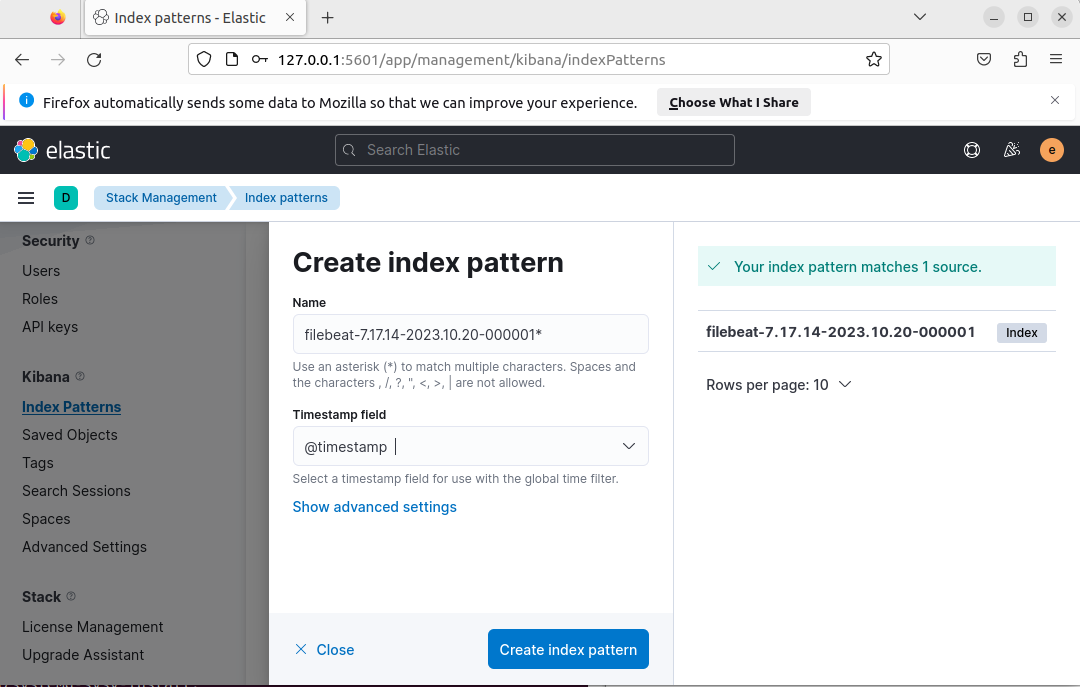 Index patterns - Elastic
127.0.0.1:5601/app/management/kibana/indexPatterns
Firefox automatically sends some data to Mozilla so that we can improve your experience.
Choose What I Share
elastic
Search Elastic
e
D
Stack Management
Index patterns
Security
Users
Roles
API keys
Kibana
Index Patterns
Saved Objects
Tags
Search Sessions
Spaces
Advanced Settings
Stack
License Management
Upgrade Assistant
Create index pattern
Name
filebeat-7.17.14-2023.10.20-000001*
Use an asterisk (*) to match multiple characters. Spaces and
the characters , /, ?, ", <, >, | are not allowed.
Timestamp field
@timestamp
Select a timestamp field for use with the global time filter.
Show advanced settings
Close
Create index pattern
Your index pattern matches 1 source.
filebeat-7.17.14-2023.10.20-000001
Index
Rows per page: 10